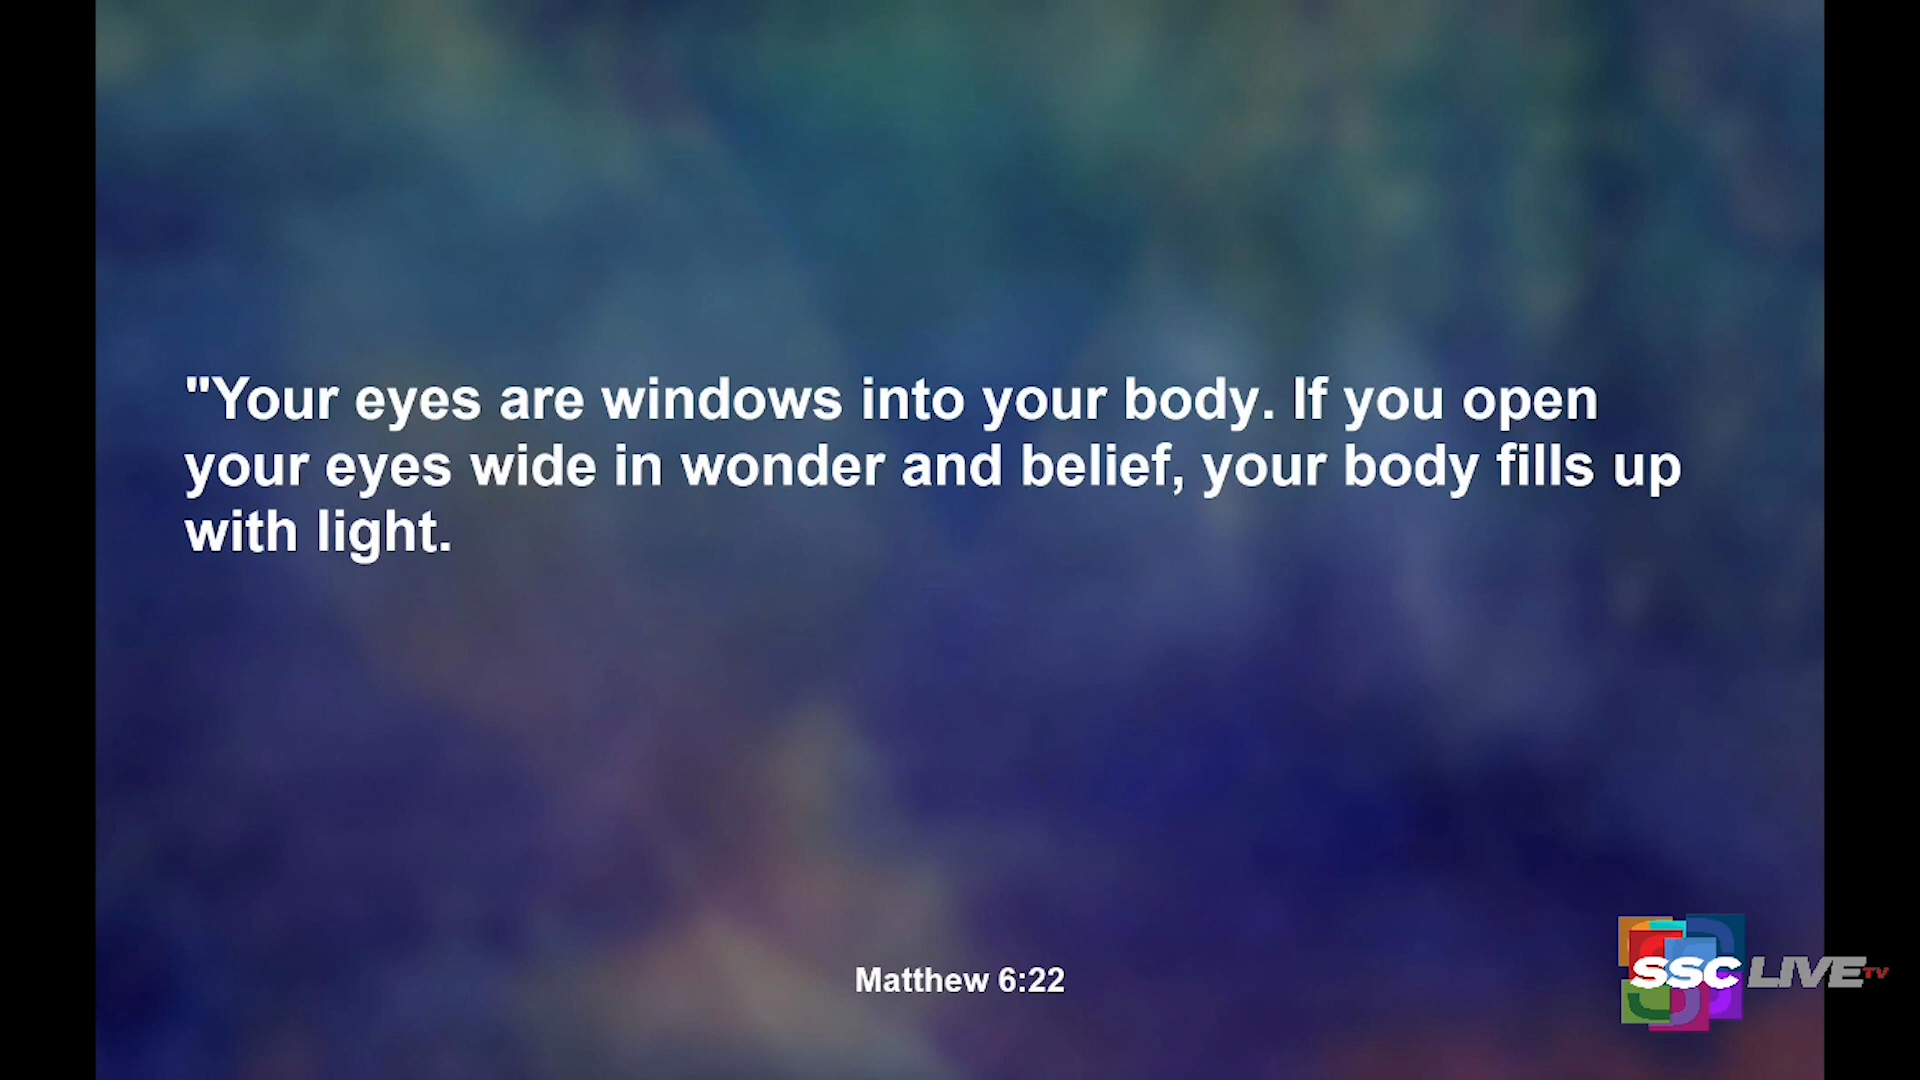 "Your eyes are windows into your body. If you open
your eyes wide in wonder and belief, your body fills up
with light.
Matthew 6:22
SSC LIVE TV